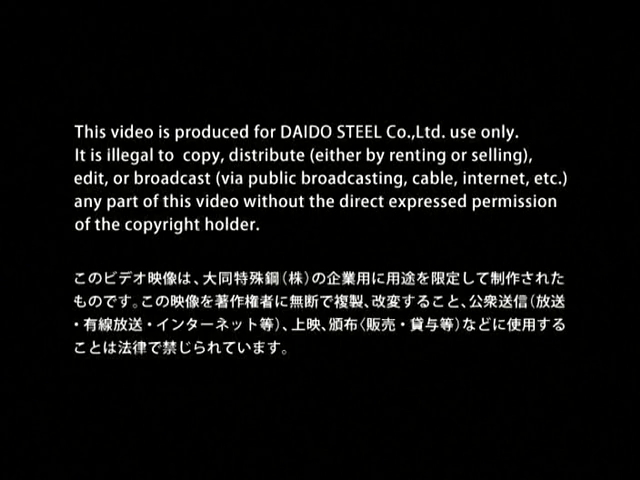 This video is produced for DAIDO STEEL Co.,Ltd. use only.
It is illegal to  copy, distribute (either by renting or selling),
edit, or broadcast (via public broadcasting, cable, internet, etc.)
any part of this video without the direct expressed permission
of the copyright holder.
このビデオ映像は、大同特殊鋼(株)の企業用に用途を限定して制作された
ものです。この映像を著作権者に無断で複製、改変すること、公衆送信(放送
・有線放送・インターネット等)、上映、頒布〈販売・貸与等)などに使用する
ことは法律で禁じられています。